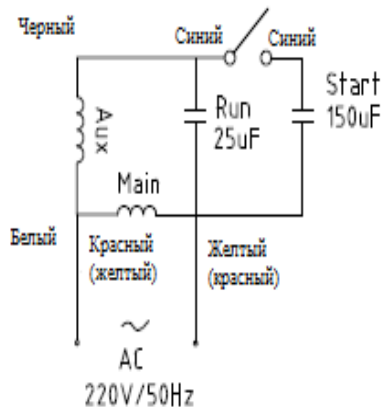 Черный
Синий
Синий
Aux
Run
25uF
Start
150uF
Main
Белый
Красный
(желтый)
Желтый
(красный)
~
AC
220V/50Hz